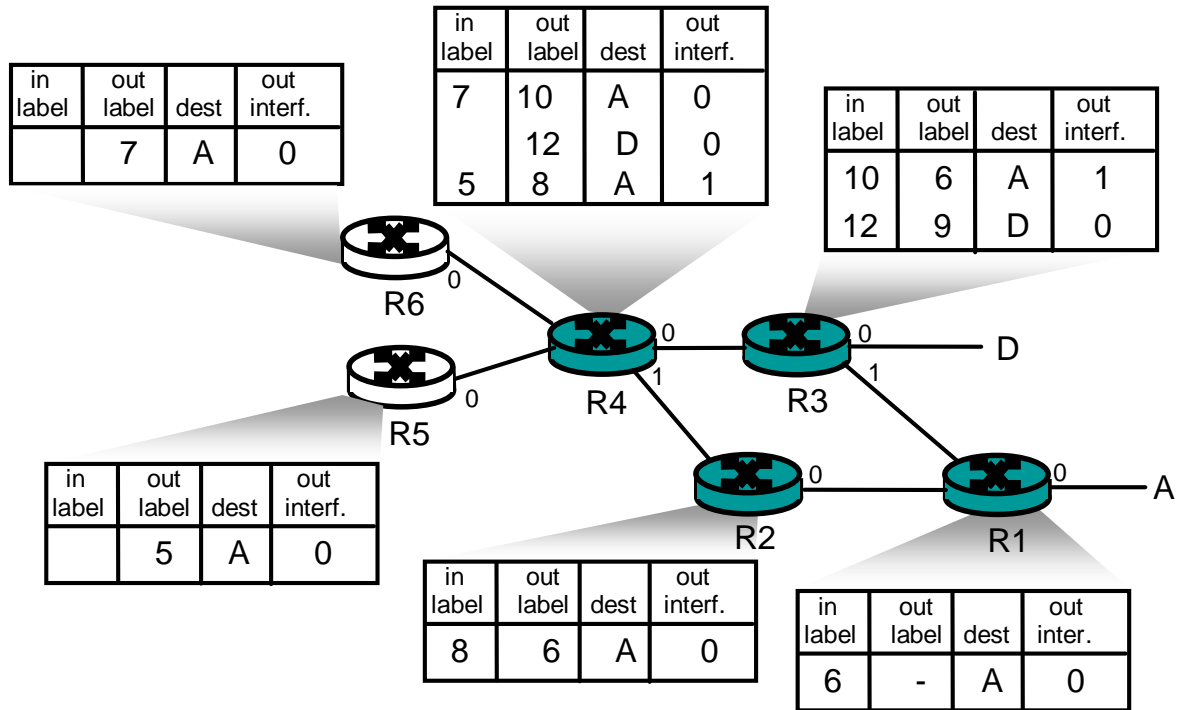 in out dest out
label label interf.
7 10 A 0
12 D 0
5 8 A 1
in out dest out
label label interf.
7 A 0
in out dest out
label label interf.
10 6 A 1
12 9 D 0
0
R6
0
0
D
1
1
R4
R3
0
R5
0
0
A
R2
R1
in out dest out
label label interf.
5 A 0
in out dest out
label label interf.
8 6 A 0
in out dest out
label label inter.
6 - A 0